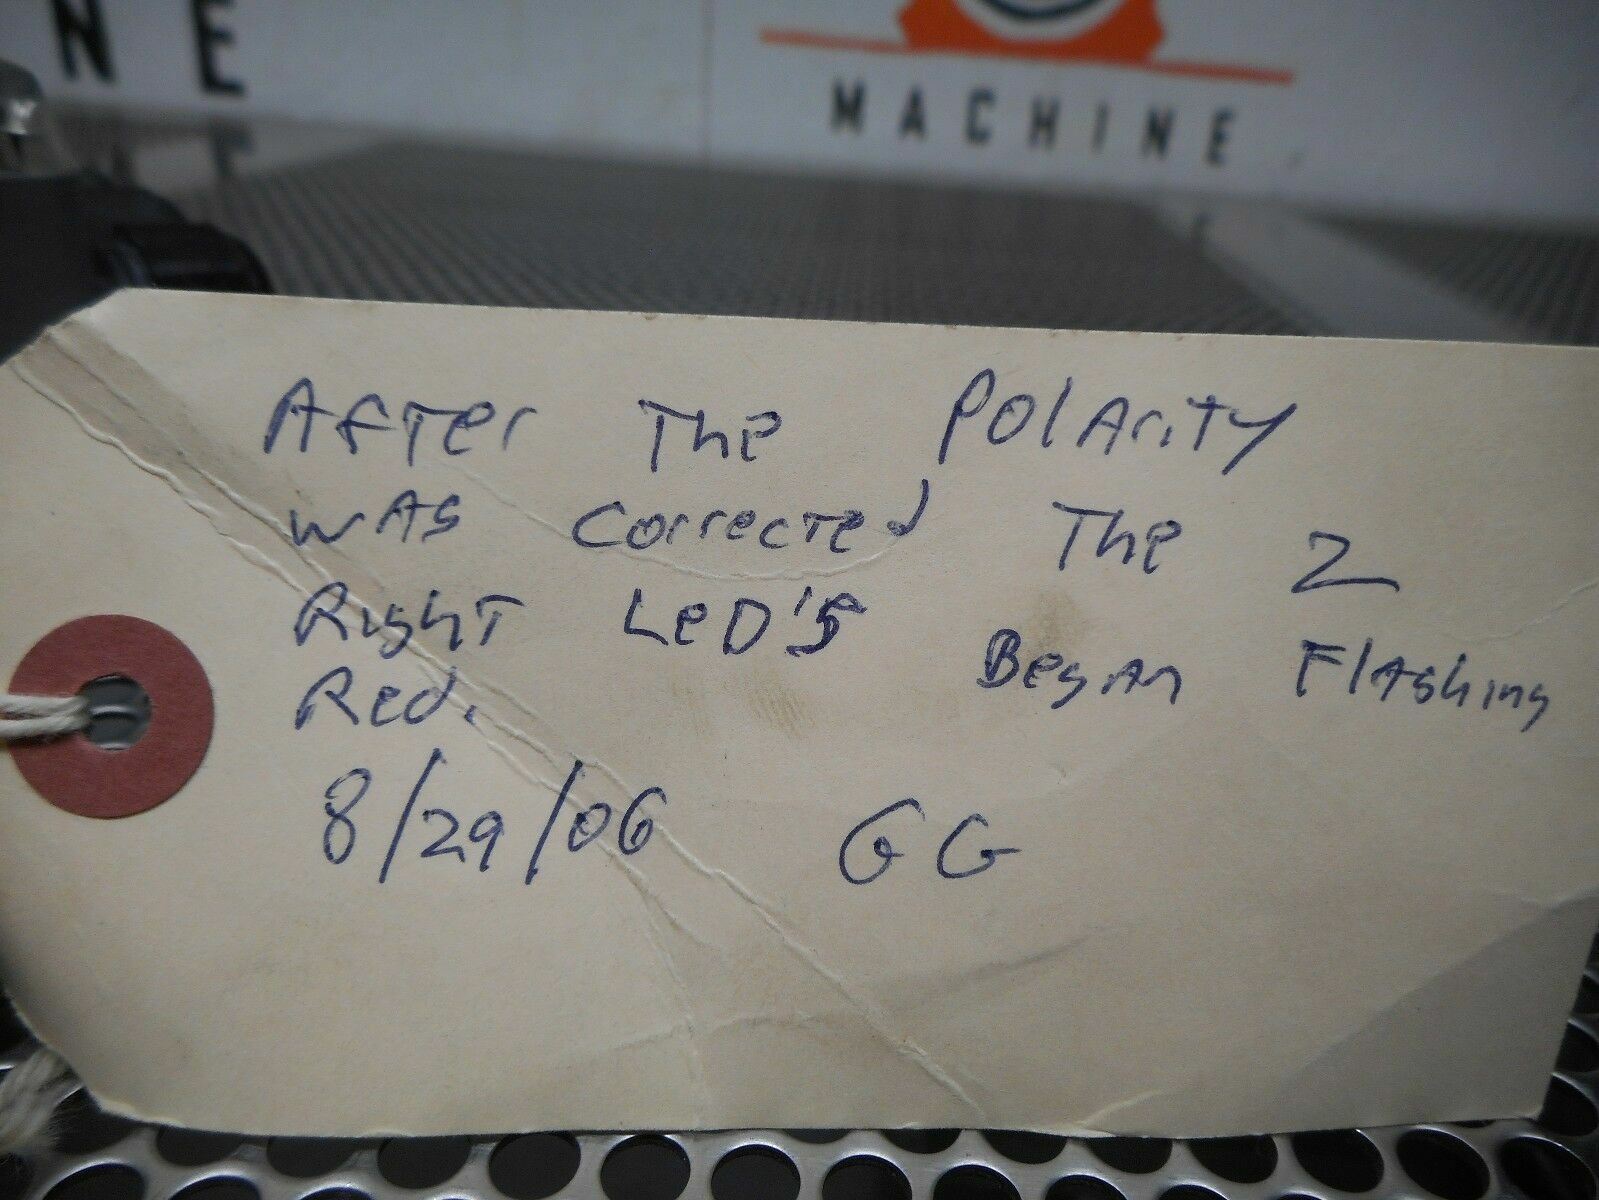 NE
MACHINE
AFTer The PolAriTy
wAs CorrecTed The 2
RighT LeD's BegAn FlAshing
Red.
8/29/06 GG